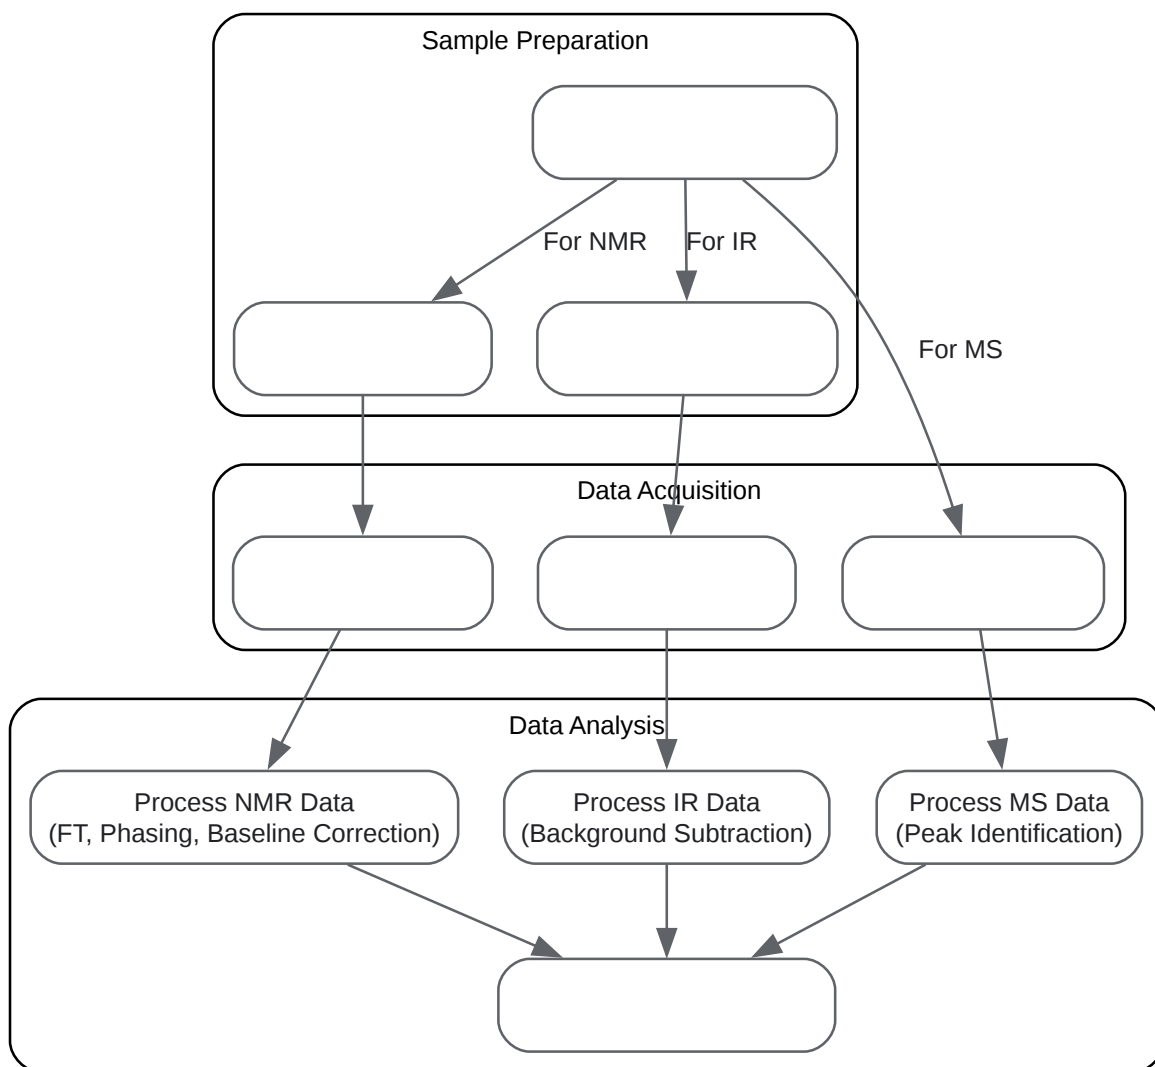 Sample Preparation
For NMR
For IR
For MS
Data Acquisition
Data Analysis
Process NMR Data
(FT, Phasing, Baseline Correction)
Process IR Data
(Background Subtraction)
Process MS Data
(Peak Identification)